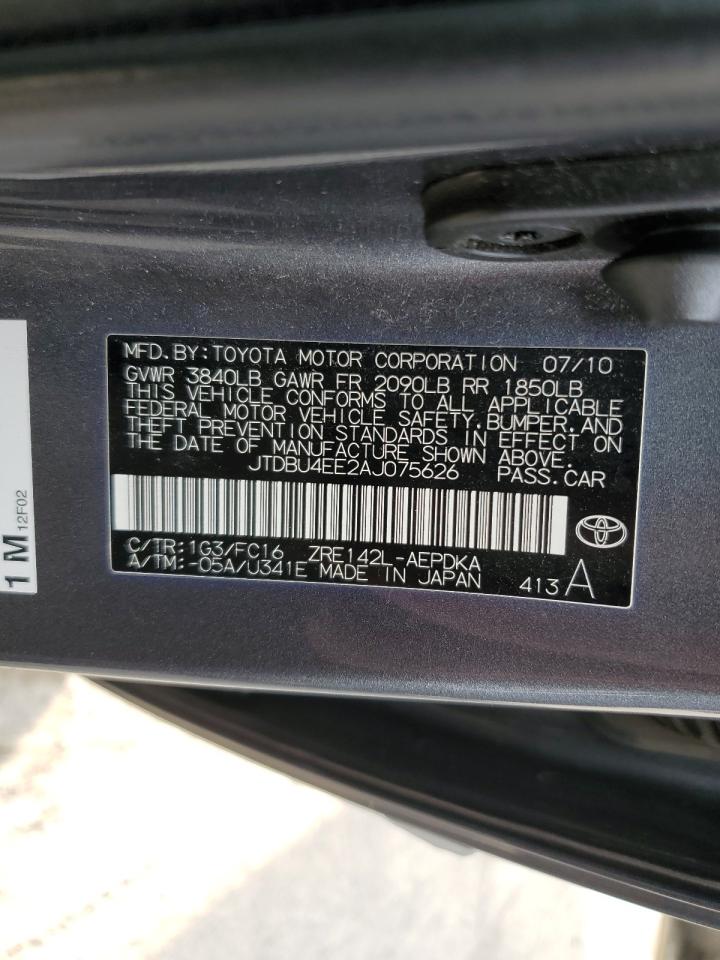 MFD.BY:TOYOTA MOTOR CORPORATION 07/10
GVWR 3840LB GAWR FR 2090LB RR 1850LB
THIS VEHICLE CONFORMS TO ALL APPLICABLE
FEDERAL MOTOR VEHICLE SAFETY.BUMPER.AND
THEFT PREVENTION STANDARDS IN EFFECT ON
THE DATE OF MANUFACTURE SHOWN ABOVE.
JTDBU4EE2AJ075626 PASS.CAR
C/TR:1G3/FC16 ZRE142L-AEPDKA
A/TM:-05A/U341E MADE IN JAPAN 413 A
1 M 12F02